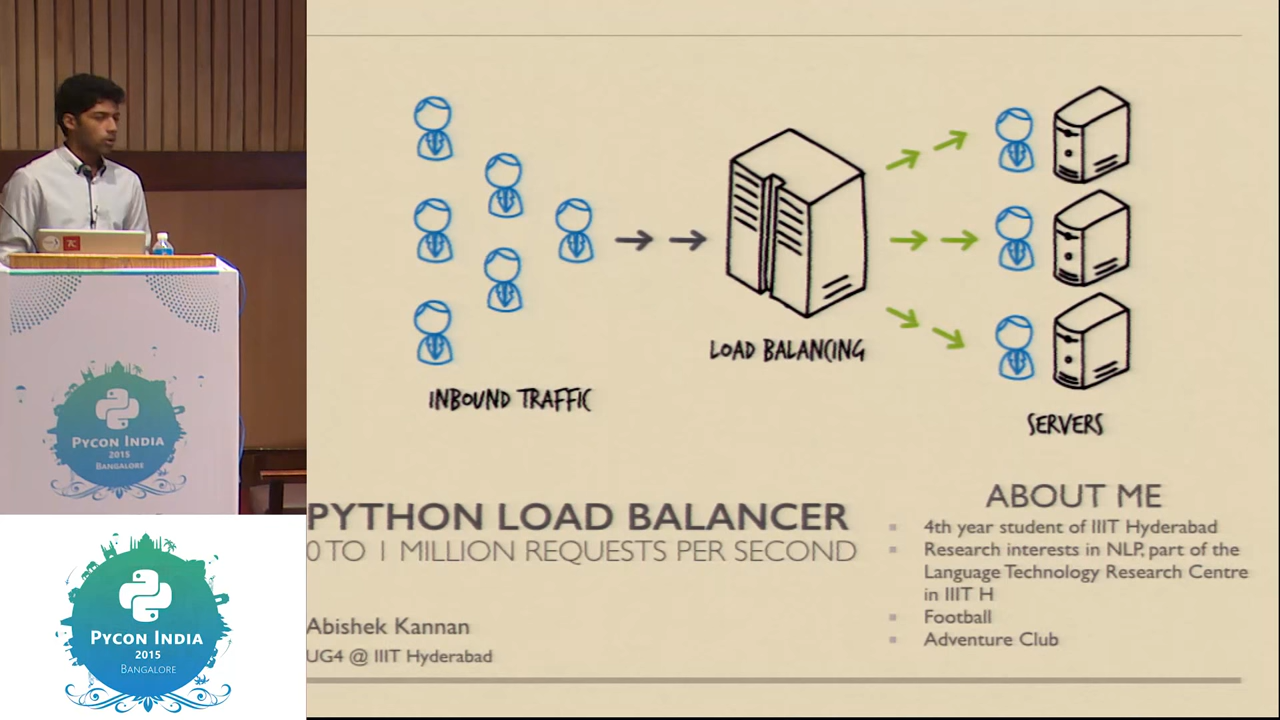 INBOUND TRAFFIC
LOAD BALANCING
SERVERS
PYTHON LOAD BALANCER
0 TO 1 MILLION REQUESTS PER SECOND
Abishek Kannan
UG4 @ IIIT Hyderabad
ABOUT ME
4th year student of IIIT Hyderabad
Research interests in NLP, part of the
Language Technology Research Centre
in IIIT H
Football
Adventure Club
PYCON INDIA
2015
BANGALORE
PYCON INDIA
2015
BANGALORE